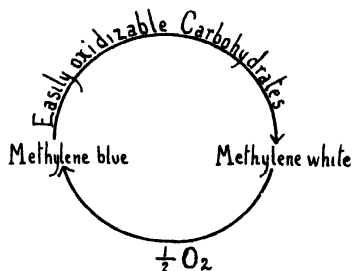 Easily oxidizable Carbohydrates
Methylene blue
Methylene white
½ O₂